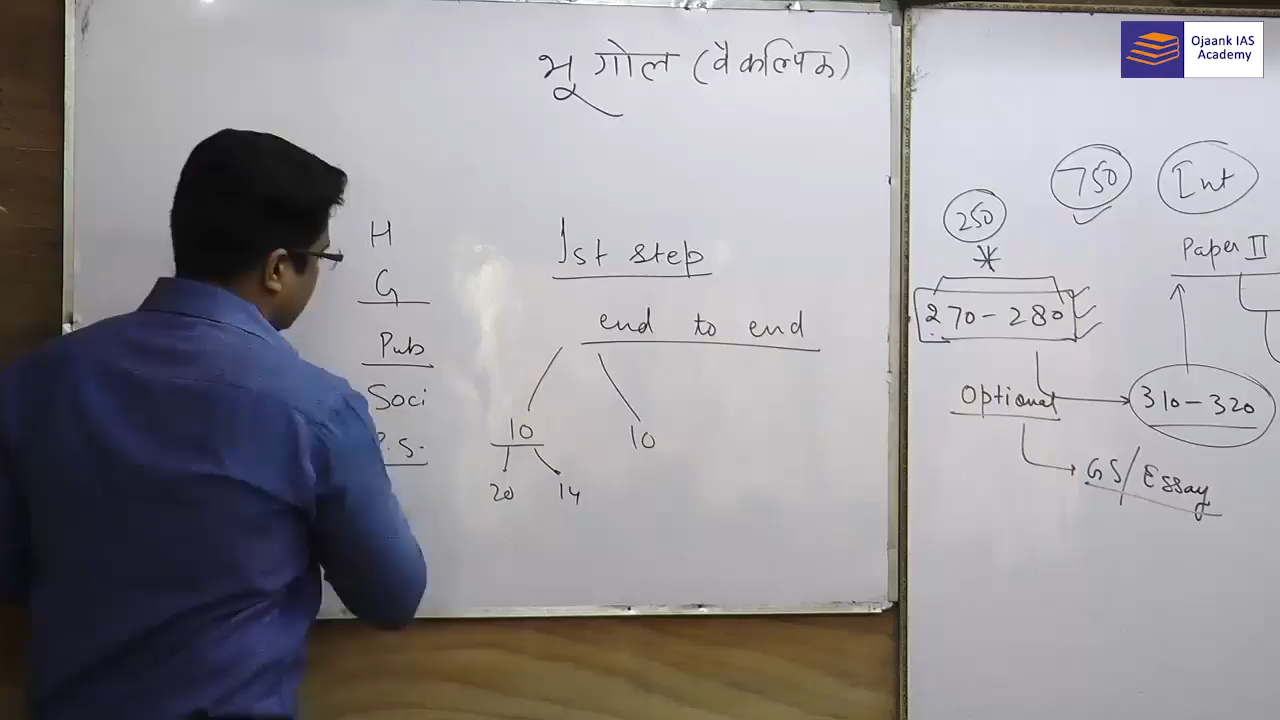 भूगोल (वैकल्पिक)
H
G
Pub
Soci
P.S.
1st step
end to end
10 10
20 14
250
750
Int
Paper II
270-280
Optional
310-320
GS/Essay
Ojaank IAS
Academy